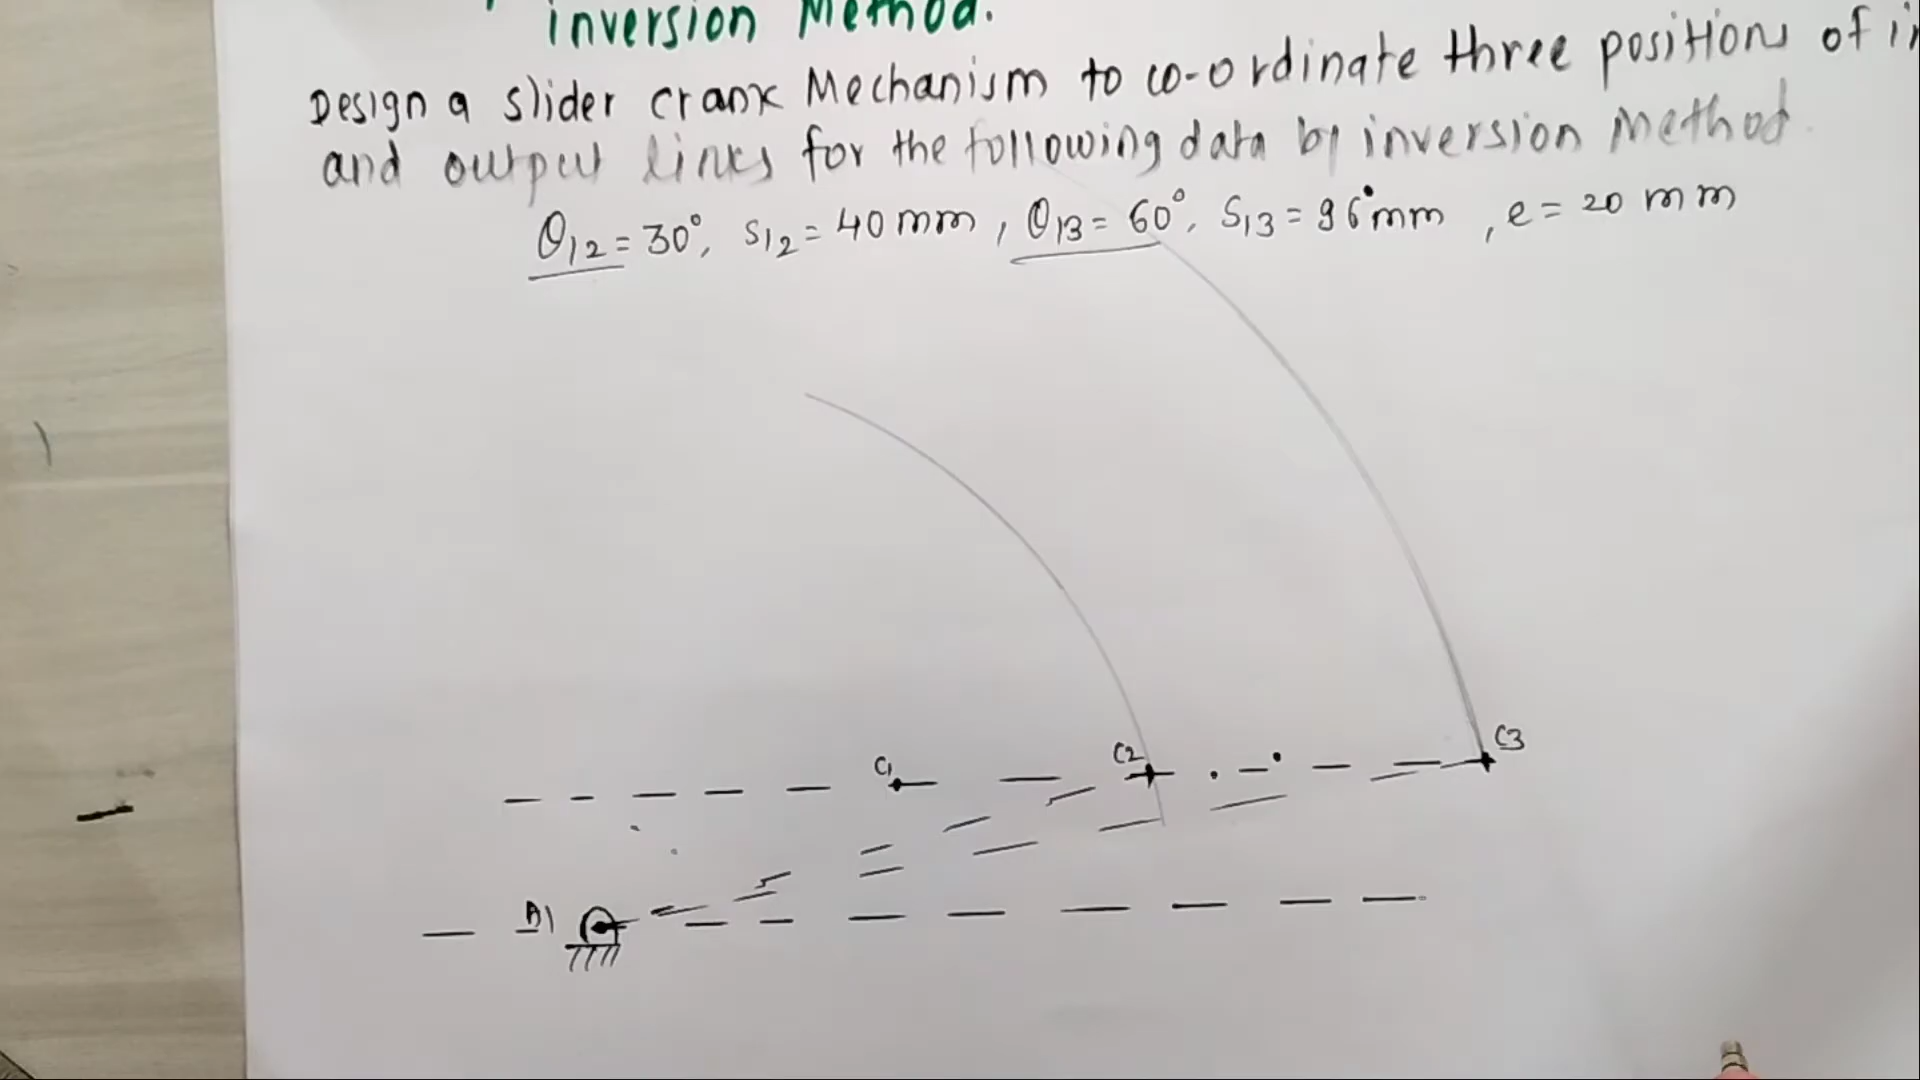 inversion Method.
Design a slider crank Mechanism to co-ordinate three positions of
and output links for the following data by inversion Method.
θ12 = 30°, S12 = 40 mm, θ13 = 60°, S13 = 96 mm, e = 20 mm
C3
C2
C1
A1